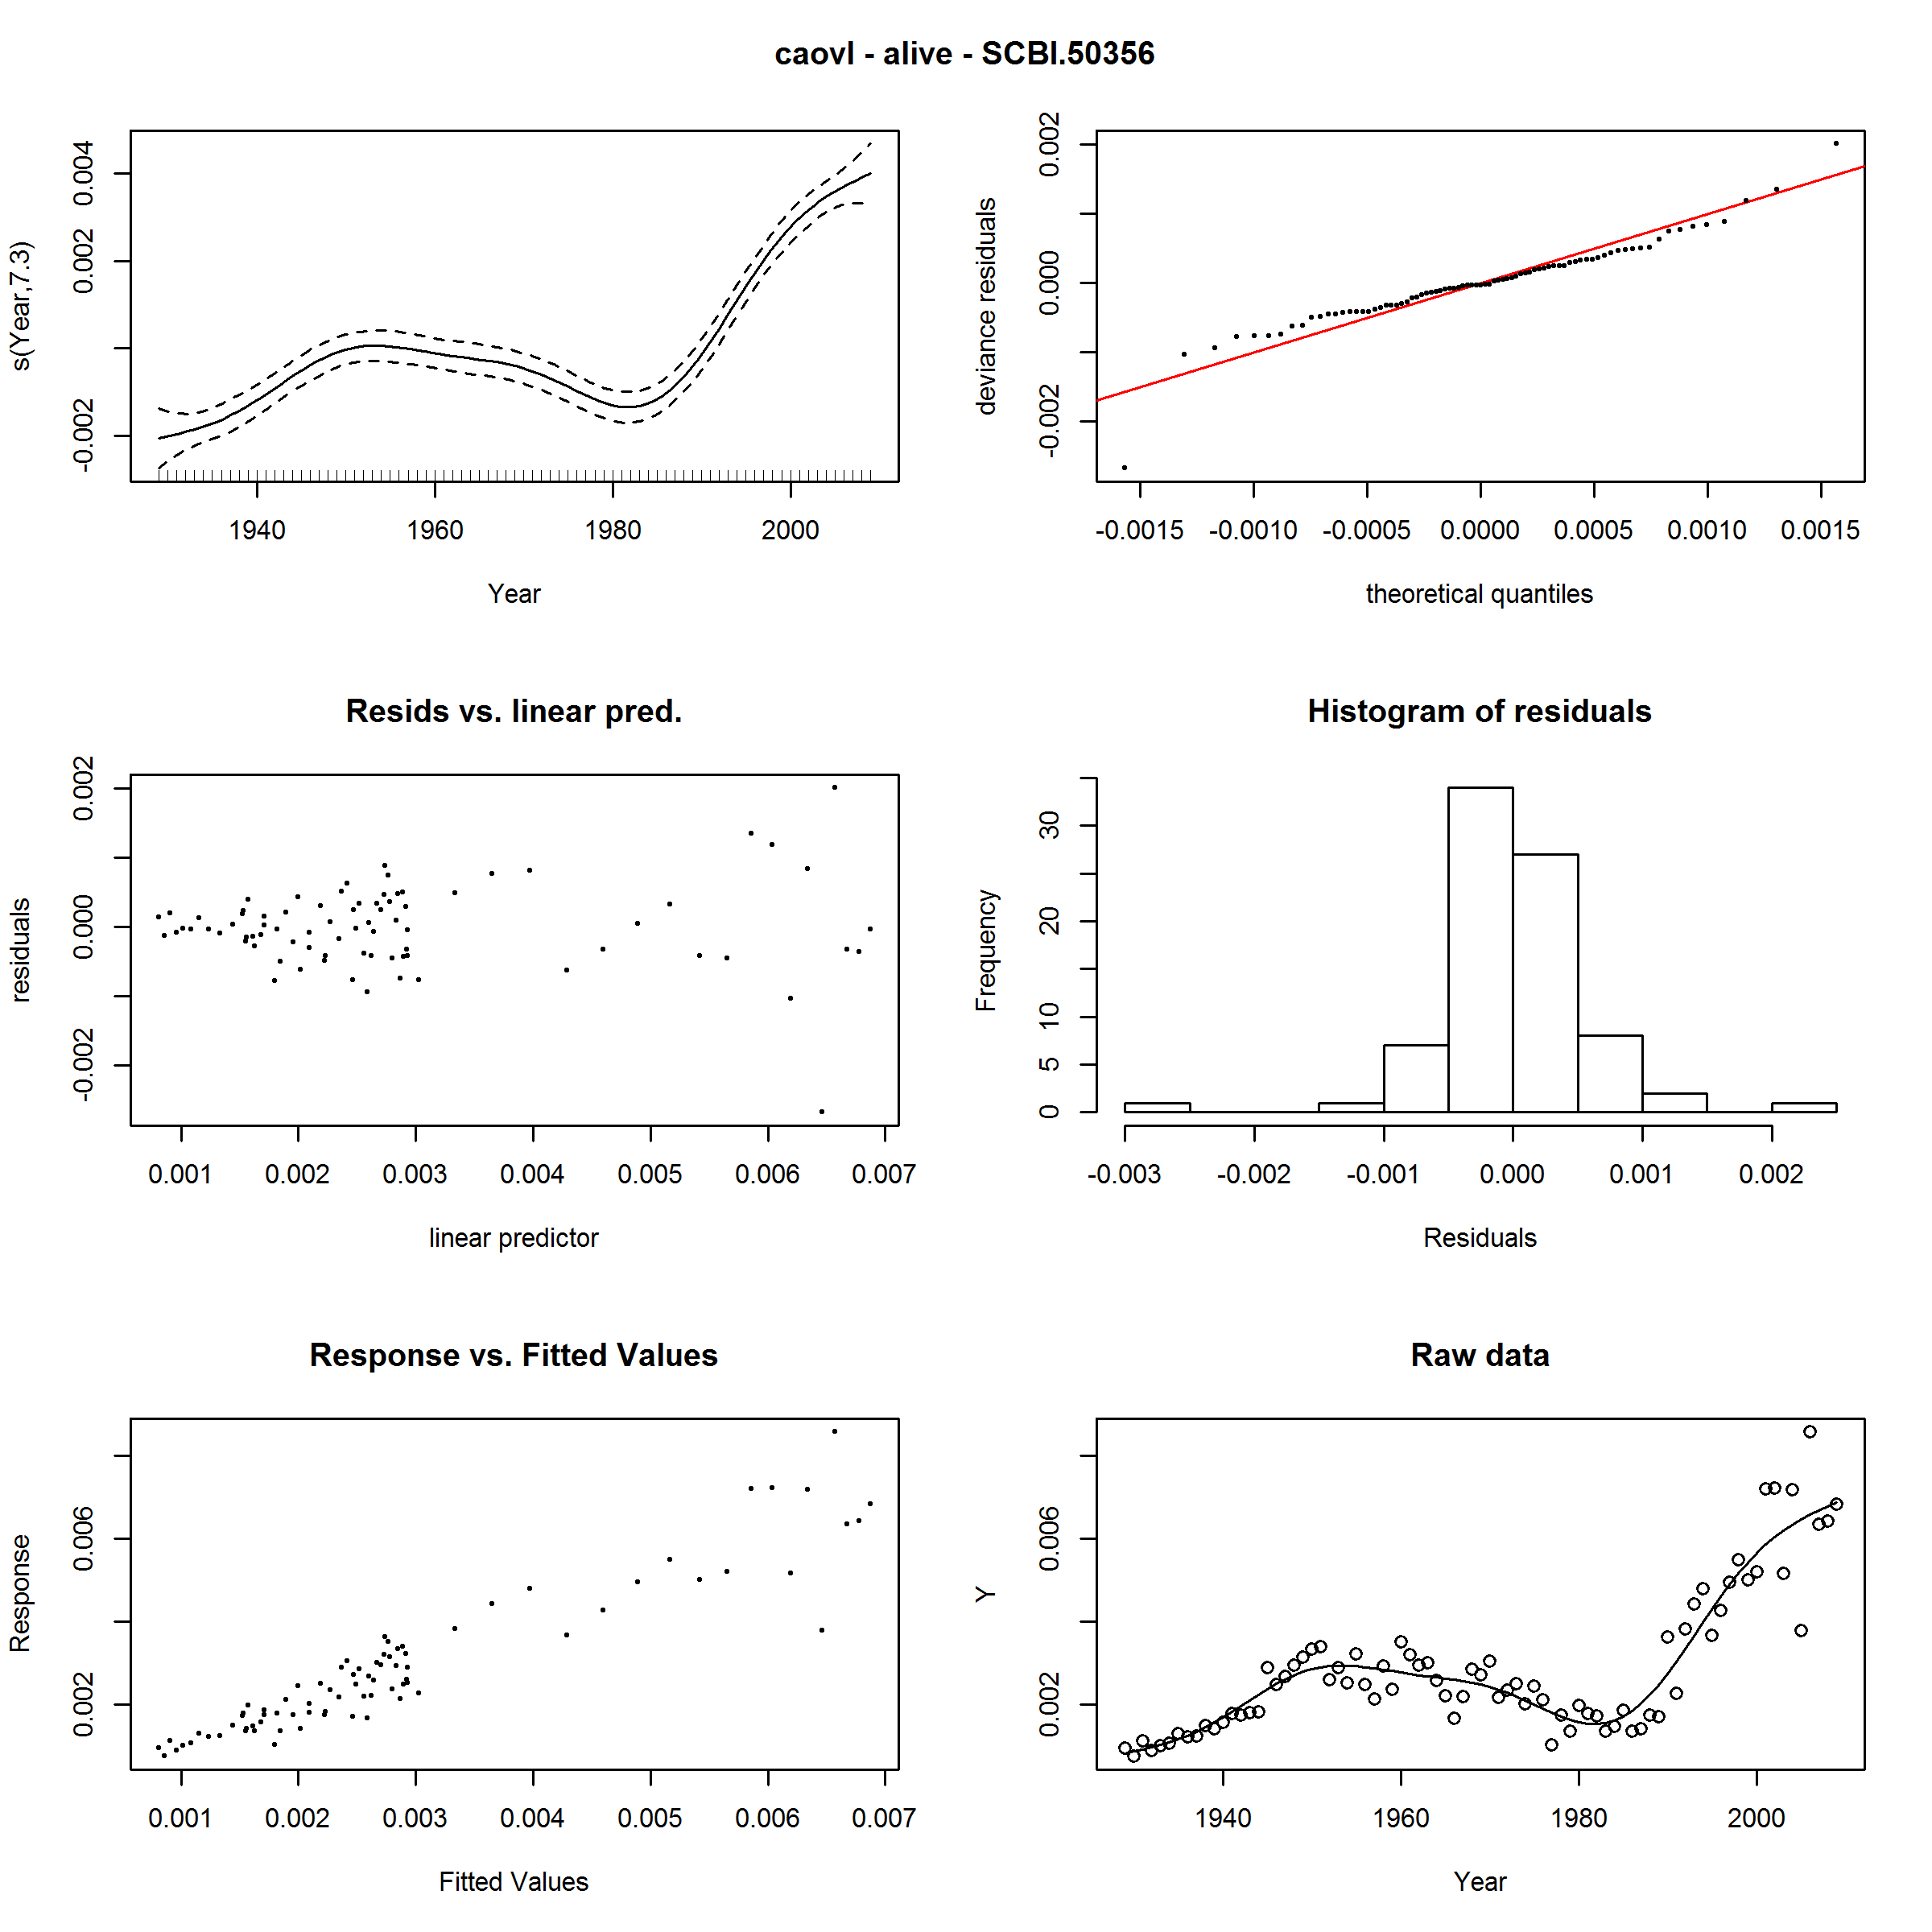 caovl - alive - SCBI.50356
s(Year,7.3)
-0.002 0.002 0.004
1940 1960 1980 2000
Year
deviance residuals
-0.002 0.000 0.002
-0.0015 -0.0010 -0.0005 0.0000 0.0005 0.0010 0.0015
theoretical quantiles
Resids vs. linear pred.
residuals
-0.002 0.000 0.002
0.001 0.002 0.003 0.004 0.005 0.006 0.007
linear predictor
Histogram of residuals
Frequency
0 5 10 20 30
-0.003 -0.002 -0.001 0.000 0.001 0.002
Residuals
Response vs. Fitted Values
Response
0.002 0.006
0.001 0.002 0.003 0.004 0.005 0.006 0.007
Fitted Values
Raw data
Y
0.002 0.006
1940 1960 1980 2000
Year